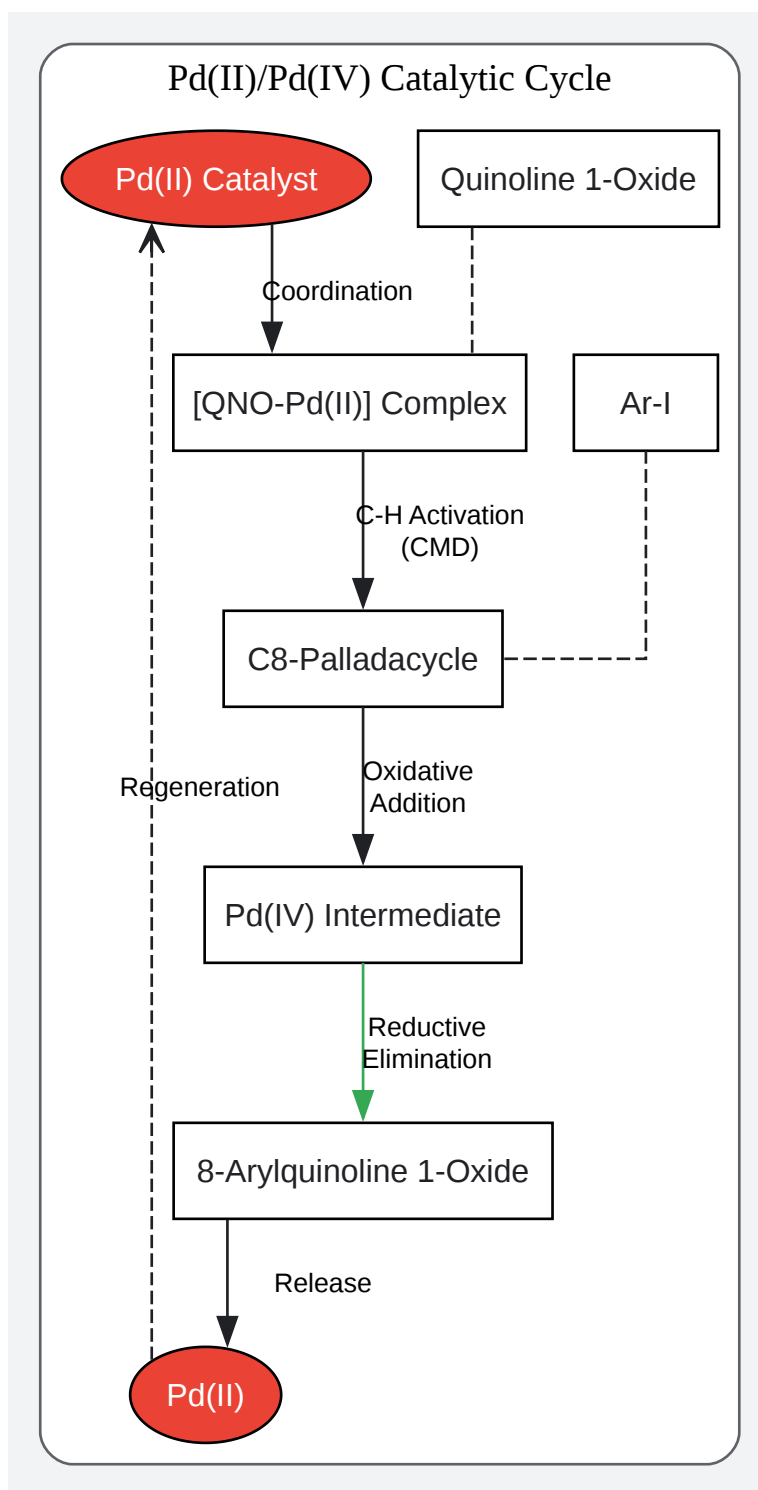 Pd(II)/Pd(IV) Catalytic Cycle
Pd(II) Catalyst
Quinoline 1-Oxide
Coordination
[QNO-Pd(II)] Complex
Ar-I
C-H Activation
(CMD)
C8-Palladacycle
Oxidative
Addition
Regeneration
Pd(IV) Intermediate
Reductive
Elimination
8-Arylquinoline 1-Oxide
Release
Pd(II)